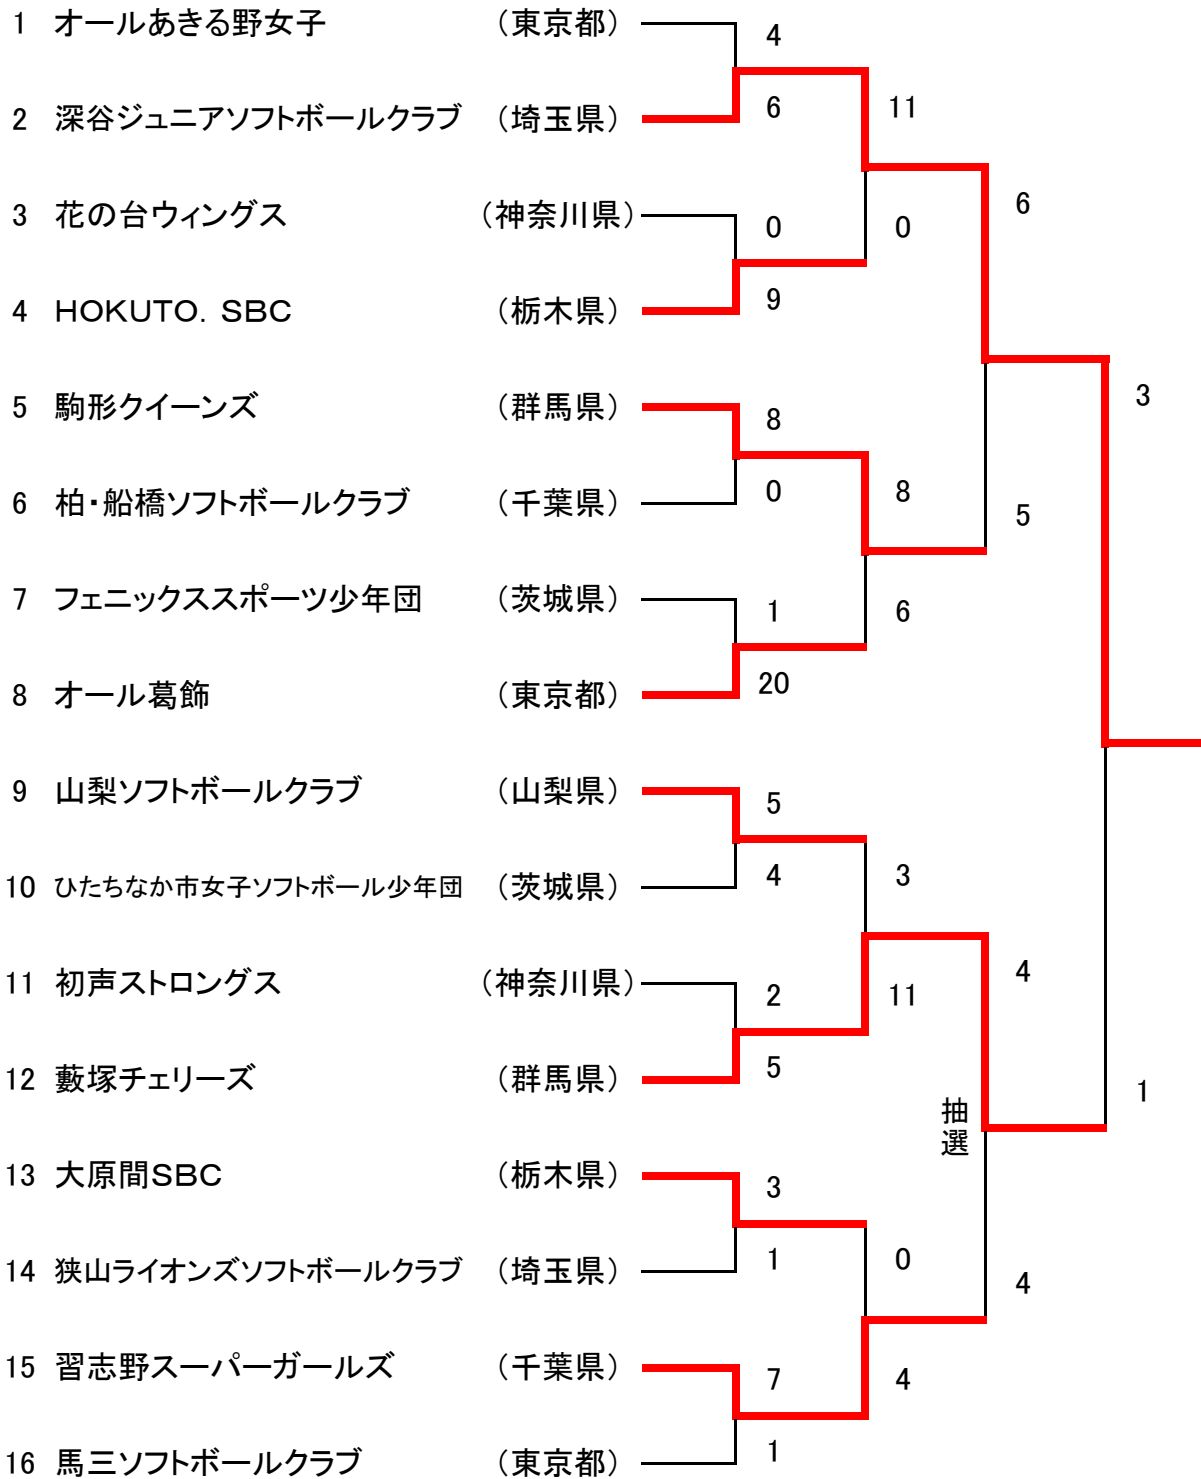 1 オールあきる野女子 （東京都） 4
6 11
2 深谷ジュニアソフトボールクラブ （埼玉県）
6
3 花の台ウィングス （神奈川県） 0 0
4 HOKUTO．SBC （栃木県） 9
3
5 駒形クイーンズ （群馬県） 8
6 柏・船橋ソフトボールクラブ （千葉県） 0 8
5
7 フェニックススポーツ少年団 （茨城県） 1 6
8 オール葛飾 （東京都） 20
9 山梨ソフトボールクラブ （山梨県） 5
10 ひたちなか市女子ソフトボール少年団 （茨城県） 4 3
4
11 初声ストロングス （神奈川県） 2 11
12 藪塚チェリーズ （群馬県） 5
1
抽選
13 大原間SBC （栃木県） 3
14 狭山ライオンズソフトボールクラブ （埼玉県） 1 0
4
15 習志野スーパーガールズ （千葉県） 7 4
16 馬三ソフトボールクラブ （東京都） 1